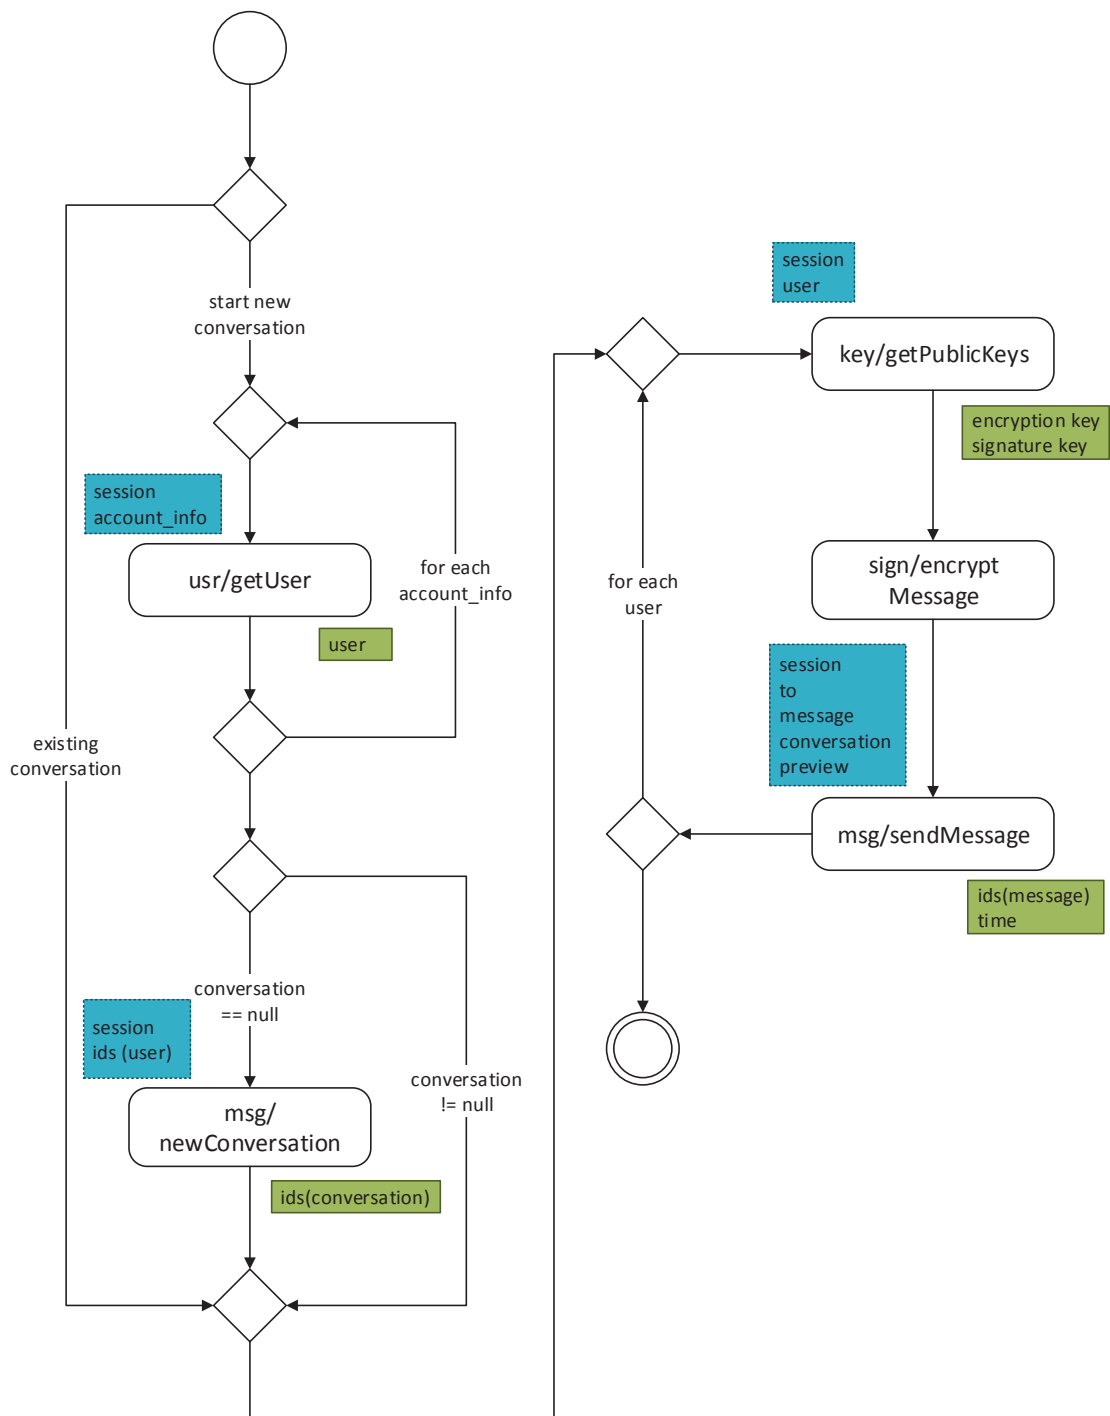 start new
conversation
session
account_info
usr/getUser
for each
account_info
user
existing
conversation
conversation
== null
session
ids (user)
conversation
!= null
msg/
newConversation
ids(conversation)
session
user
key/getPublicKeys
encryption key
signature key
sign/encrypt
Message
for each
user
session
to
message
conversation
preview
msg/sendMessage
ids(message)
time